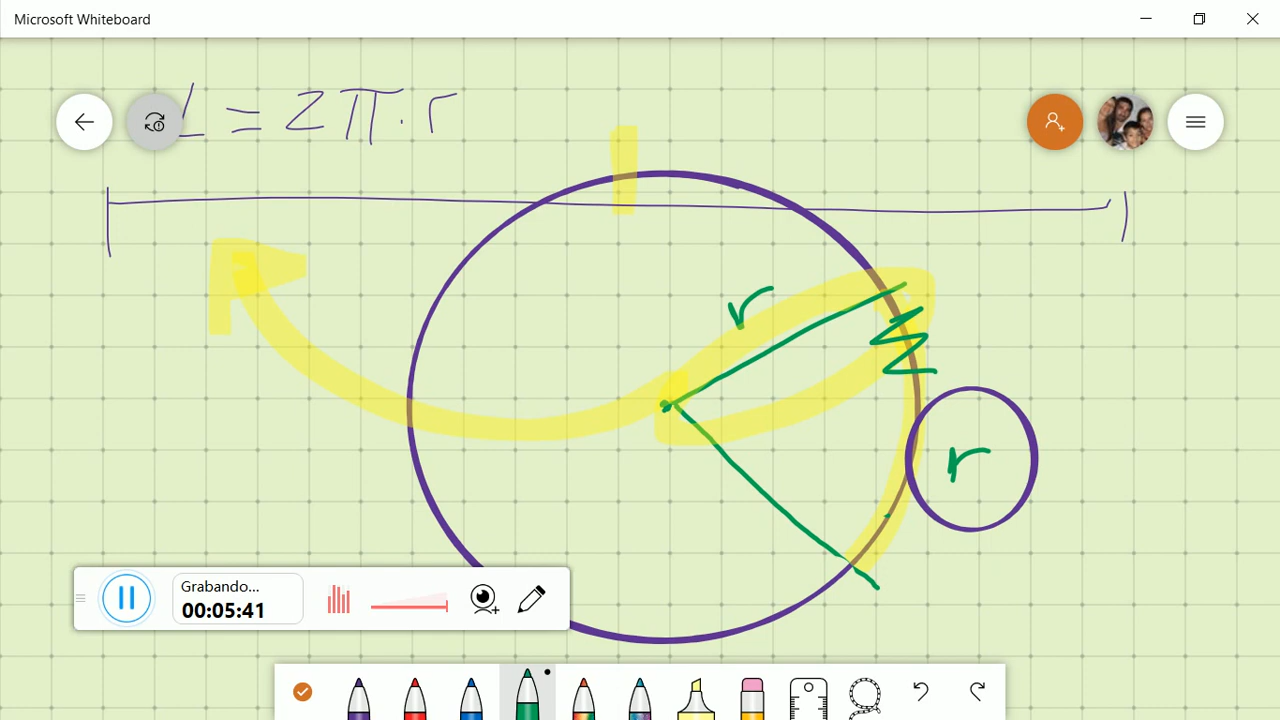 Microsoft Whiteboard
L = 2π.r
r
r
Grabando...
00:05:41